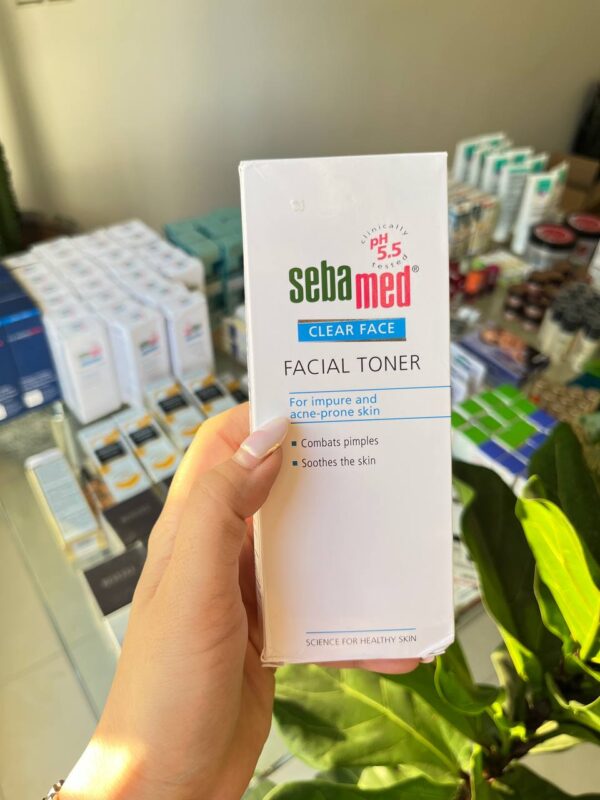 clinically
pH
5.5
tested
sebamed®
CLEAR FACE
FACIAL TONER
For impure and
acne-prone skin
▪ Combats pimples
▪ Soothes the skin
SCIENCE FOR HEALTHY SKIN